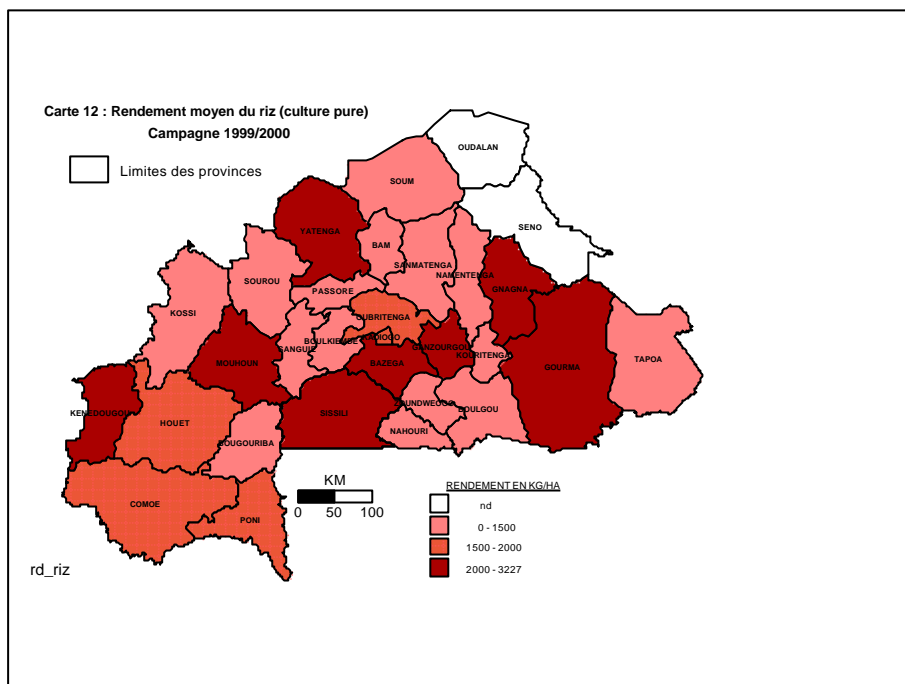 Carte 12 : Rendement moyen du riz (culture pure)
Campagne 1999/2000
Limites des provinces
OUDALAN
SOUM
SENO
YATENGA
BAM
SANMATENGA
NAMENTENGA
SOUROU
GNAGNA
PASSORE
KOSSI
OUBRITENGA
KADIOGO
SANGUIE
BOULKIEMDE
GANZOURGOU
KOURITENGA
MOUHOUN
BAZEGA
GOURMA
TAPOA
KENEDOUGOU
SISSILI
ZOUNDWEOGO
BOULGOU
HOUET
NAHOURI
BOUGOURIBA
COMOE
PONI
KM
0 50 100
RENDEMENT EN KG/HA
nd
0 - 1500
1500 - 2000
2000 - 3227
rd_riz